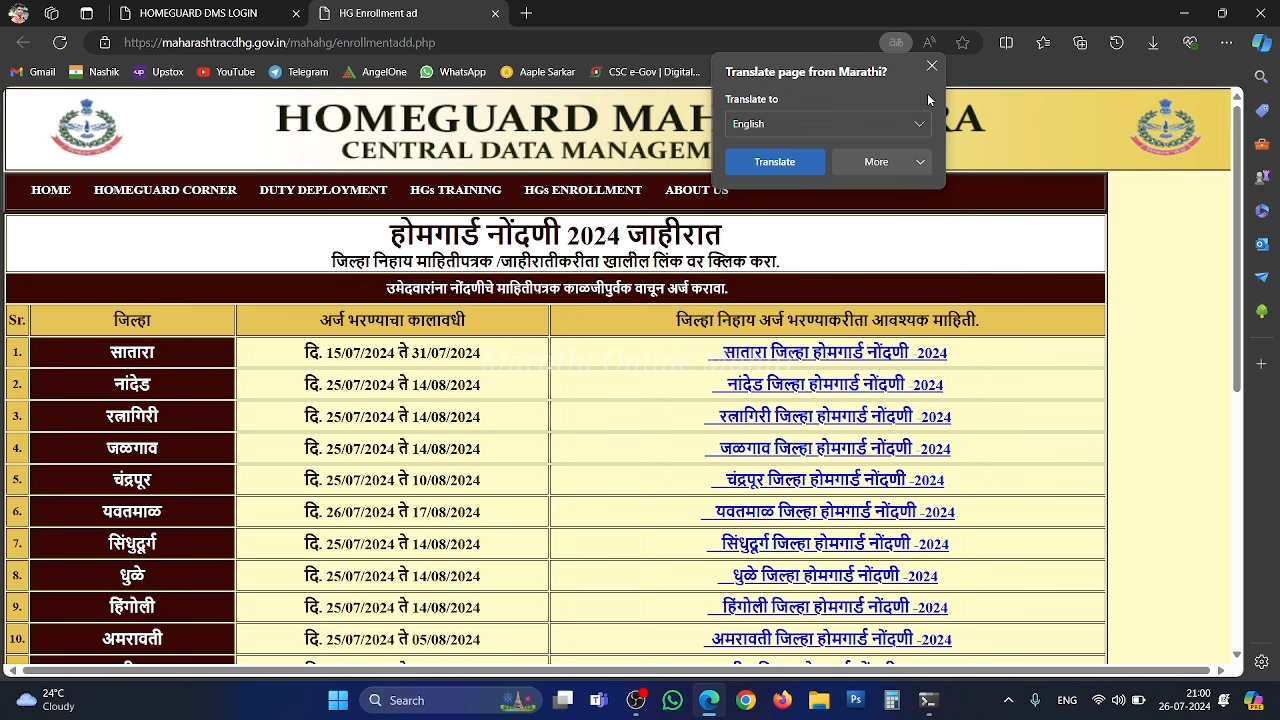 HOMEGUARD DMS LOGIN
HG Enrollment ad
https://maharashtracdhg.gov.in/mahahg/enrollmentadd.php
Gmail
Nashik
Upstox
YouTube
Telegram
AngelOne
WhatsApp
Aaple Sarkar
CSC e-Gov | Digital...
Translate page from Marathi?
Translate to
English
Translate
More
HOMEGUARD MAH
RA
CENTRAL DATA MANAGEM
HOME
HOMEGUARD CORNER
DUTY DEPLOYMENT
HGs TRAINING
HGs ENROLLMENT
ABOUT US
होमगार्ड नोंदणी 2024 जाहीरात
जिल्हा निहाय माहितीपत्रक /जाहीरातीकरीता खालील लिंक वर क्लिक करा.
उमेदवारांना नोंदणीचे माहितीपत्रक काळजीपुर्वक वाचून अर्ज करावा.
Sr. जिल्हा अर्ज भरण्याचा कालावधी जिल्हा निहाय अर्ज भरण्याकरीता आवश्यक माहिती.
1. सातारा दि. 15/07/2024 ते 31/07/2024 सातारा जिल्हा होमगार्ड नोंदणी -2024
Marathi Online
2. नांदेड दि. 25/07/2024 ते 14/08/2024 नांदेड जिल्हा होमगार्ड नोंदणी -2024
3. रत्नागिरी दि. 25/07/2024 ते 14/08/2024 रत्नागिरी जिल्हा होमगार्ड नोंदणी -2024
4. जळगाव दि. 25/07/2024 ते 14/08/2024 जळगाव जिल्हा होमगार्ड नोंदणी -2024
5. चंद्रपूर दि. 25/07/2024 ते 10/08/2024 चंद्रपूर जिल्हा होमगार्ड नोंदणी -2024
6. यवतमाळ दि. 26/07/2024 ते 17/08/2024 यवतमाळ जिल्हा होमगार्ड नोंदणी -2024
7. सिंधुदूर्ग दि. 25/07/2024 ते 14/08/2024 सिंधुदूर्ग जिल्हा होमगार्ड नोंदणी -2024
8. धुळे दि. 25/07/2024 ते 14/08/2024 धुळे जिल्हा होमगार्ड नोंदणी -2024
9. हिंगोली दि. 25/07/2024 ते 14/08/2024 हिंगोली जिल्हा होमगार्ड नोंदणी -2024
10. अमरावती दि. 25/07/2024 ते 05/08/2024 अमरावती जिल्हा होमगार्ड नोंदणी -2024
24°C
Cloudy
Search
ENG
21:00
26-07-2024